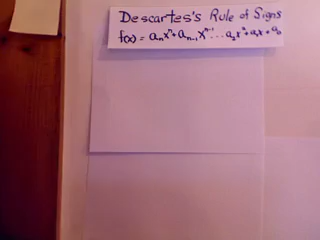 Descartes's Rule of Signs
f(x) = aₙxⁿ+aₙ₋₁xⁿ⁻¹...a₂x²+a₁x+a₀